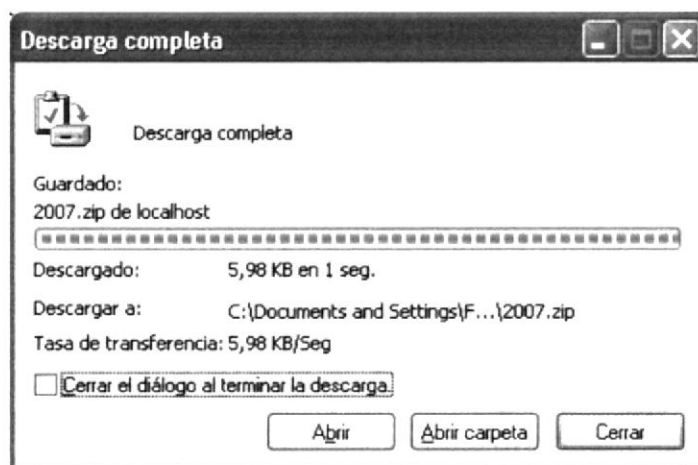 Descarga completa
Descarga completa
Guardado:
2007.zip de localhost
Descargado: 5,98 KB en 1 seg.
Descargar a: C:\Documents and Settings\F...\2007.zip
Tasa de transferencia: 5,98 KB/Seg
Cerrar el diálogo al terminar la descarga.
Abrir Abrir carpeta Cerrar